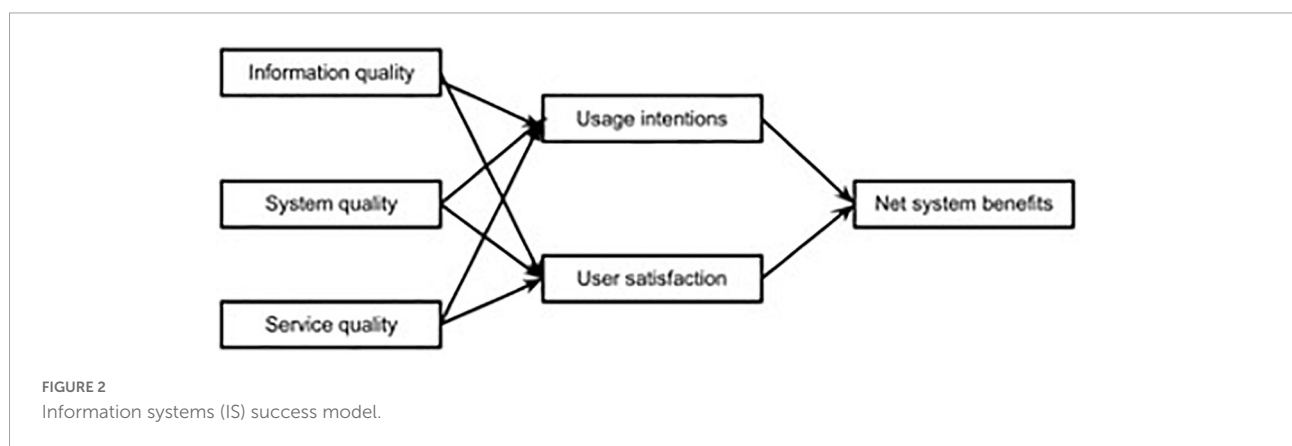 Information quality
Usage intentions
System quality
Net system benefits
User satisfaction
Service quality
FIGURE 2
Information systems (IS) success model.